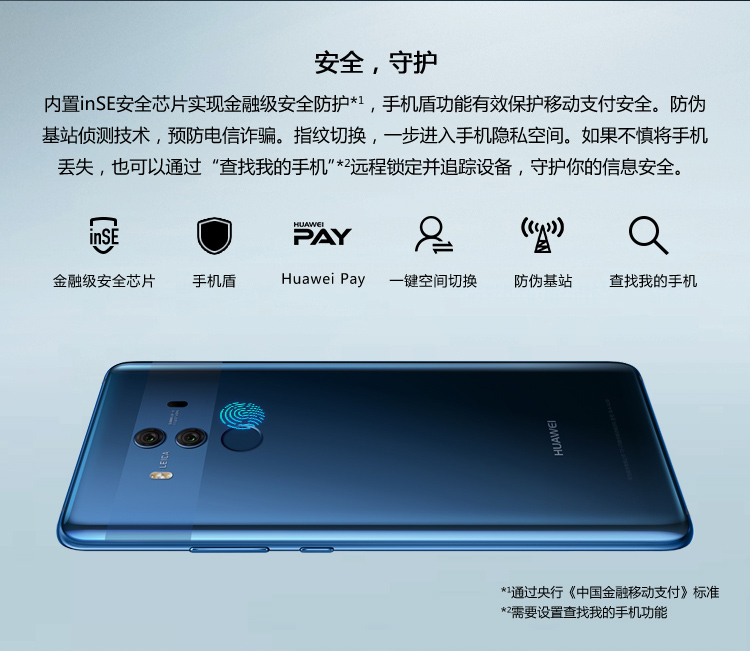 安全，守护
内置inSE安全芯片实现金融级安全防护*1，手机盾功能有效保护移动支付安全。防伪
基站侦测技术，预防电信诈骗。指纹切换，一步进入手机隐私空间。如果不慎将手机
丢失，也可以通过“查找我的手机”*2远程锁定并追踪设备，守护你的信息安全。
inSE
HUAWEI
PAY
金融级安全芯片 手机盾 Huawei Pay 一键空间切换 防伪基站 查找我的手机
LEICA
HUAWEI
*1通过央行《中国金融移动支付》标准
*2需要设置查找我的手机功能